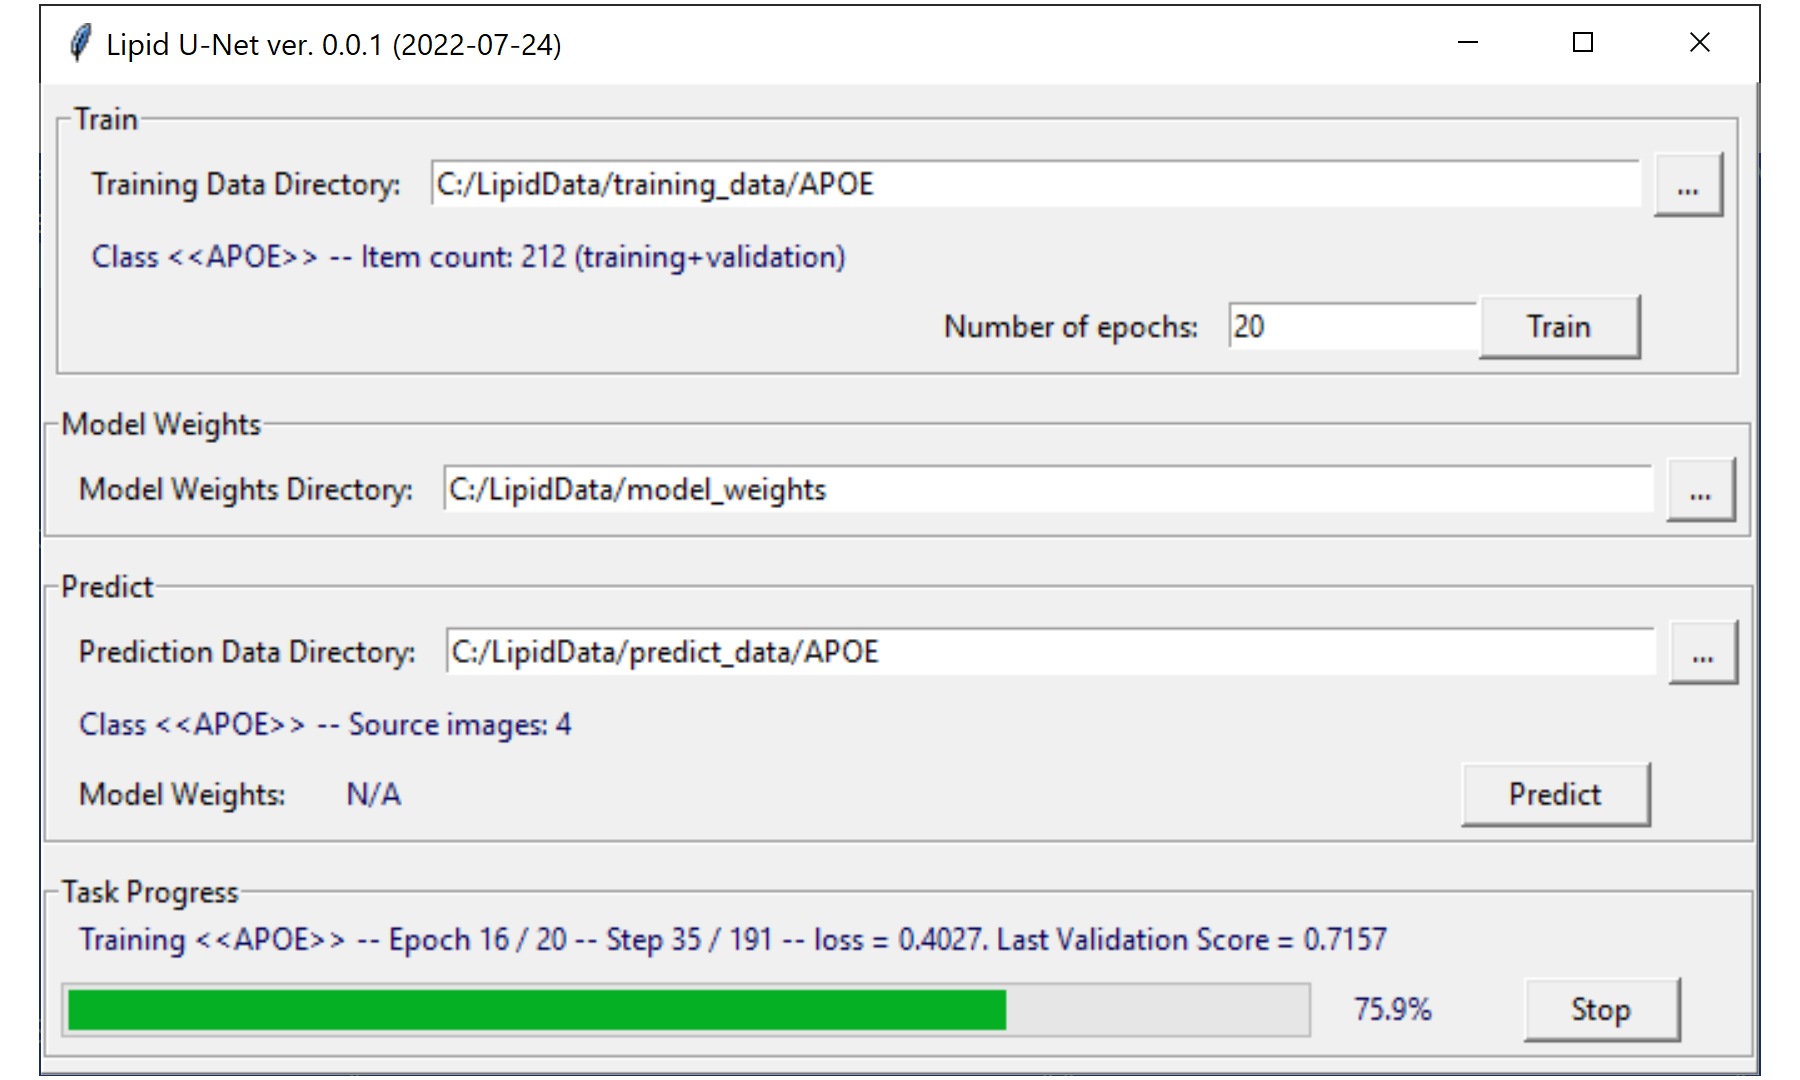 Lipid U-Net ver. 0.0.1 (2022-07-24)
Train
Training Data Directory: C:/LipidData/training_data/APOE ...
Class <<APOE>> -- Item count: 212 (training+validation)
Number of epochs: 20 Train
Model Weights
Model Weights Directory: C:/LipidData/model_weights ...
Predict
Prediction Data Directory: C:/LipidData/predict_data/APOE ...
Class <<APOE>> -- Source images: 4
Model Weights: N/A Predict
Task Progress
Training <<APOE>> -- Epoch 16 / 20 -- Step 35 / 191 -- loss = 0.4027. Last Validation Score = 0.7157
75.9% Stop